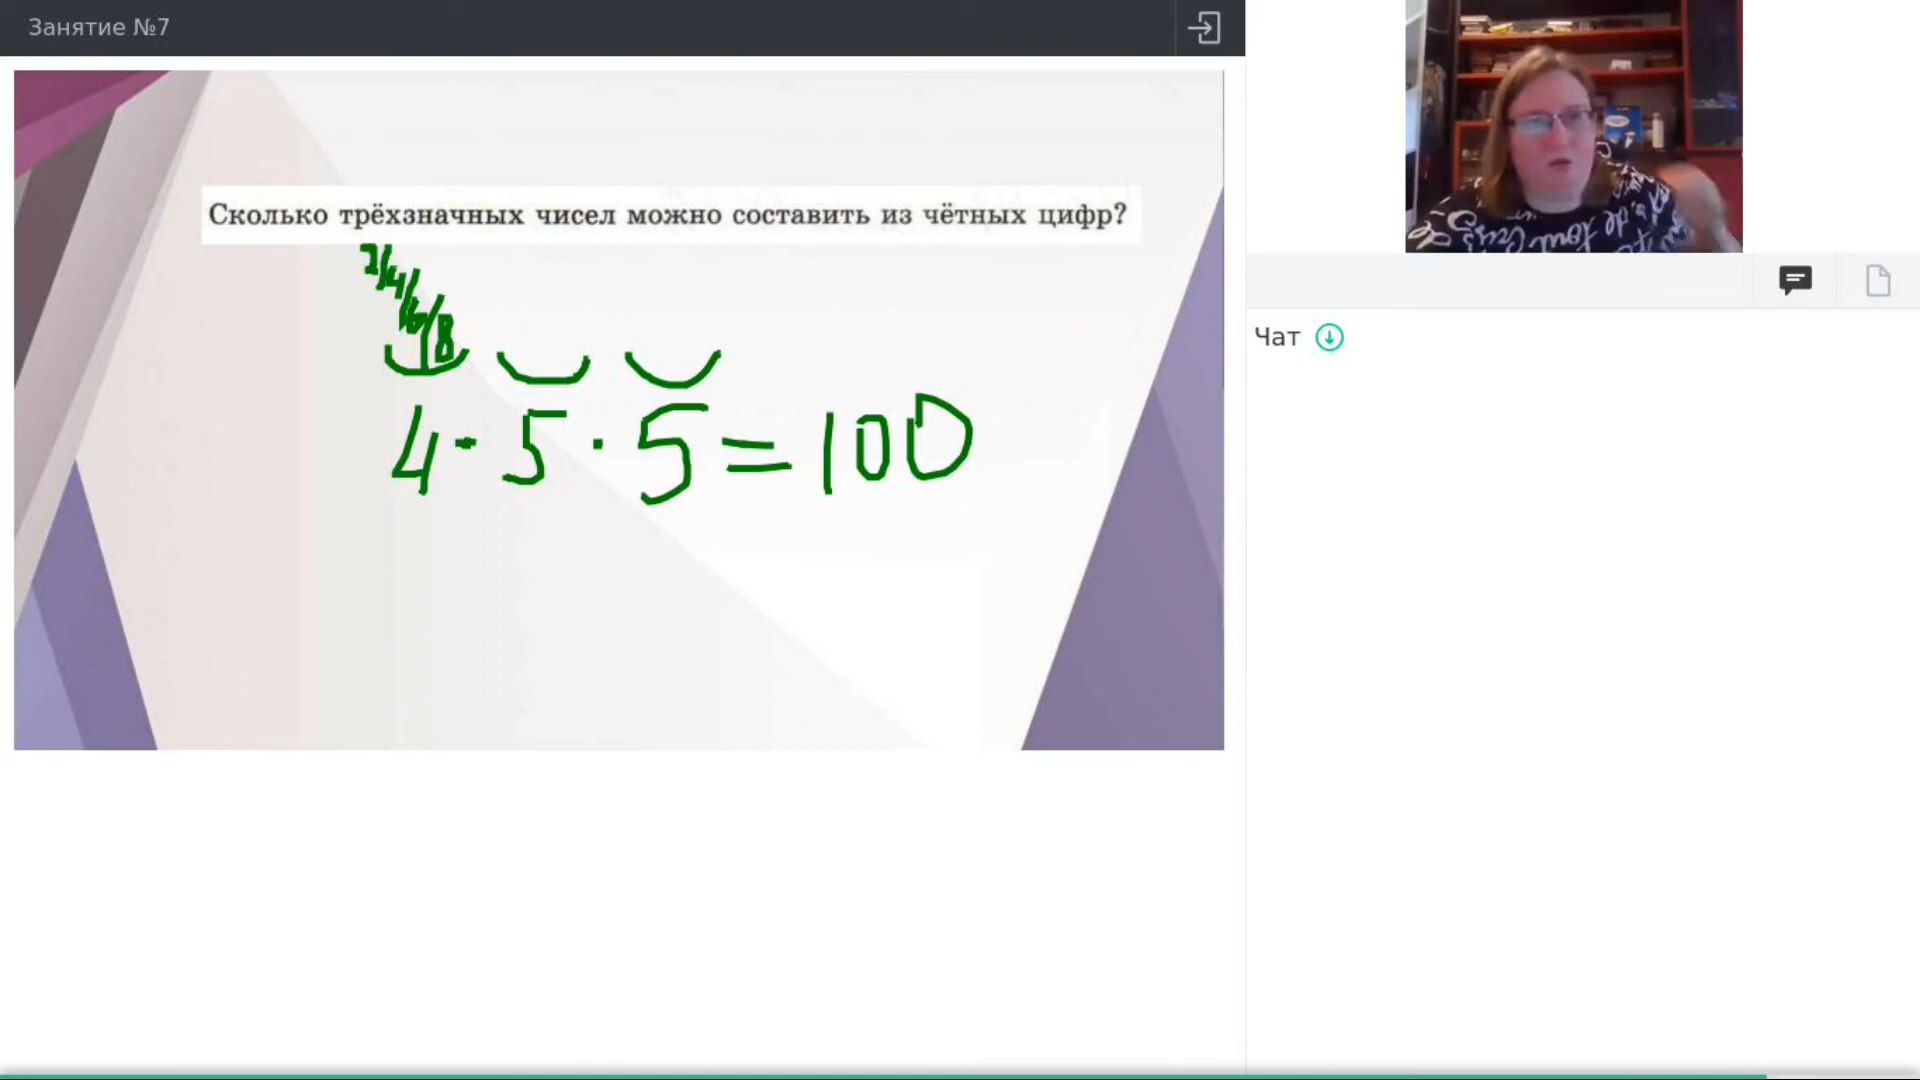 Занятие №7
Сколько трёхзначных чисел можно составить из чётных цифр?
2/4/6/8
4 · 5 · 5 = 100
Чат